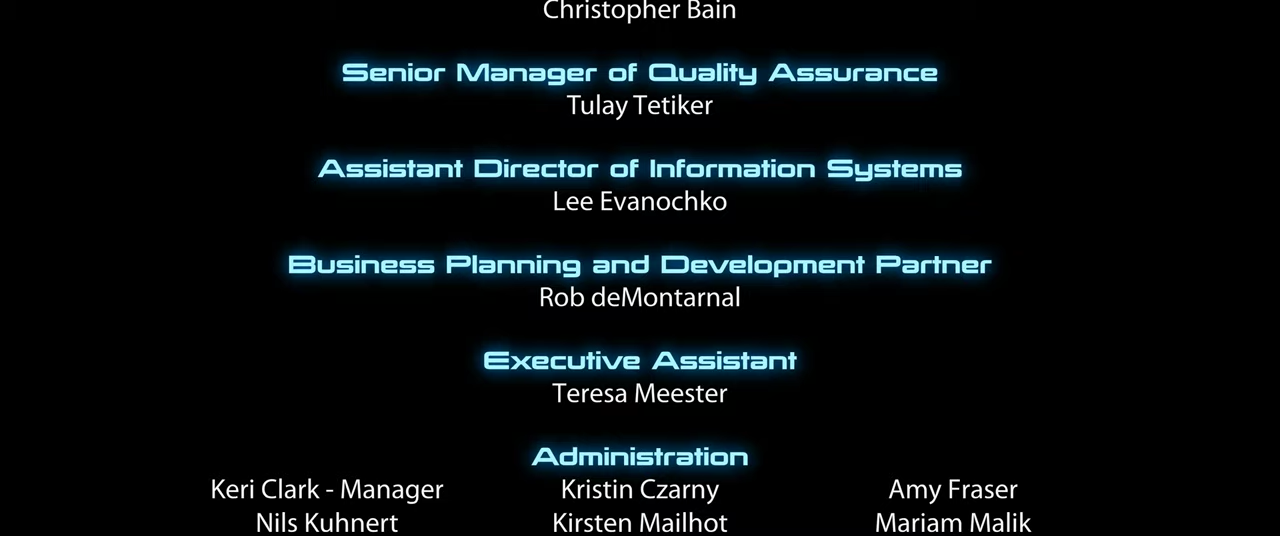 Christopher Bain
Senior Manager of Quality Assurance
Tulay Tetiker
Assistant Director of Information Systems
Lee Evanochko
Business Planning and Development Partner
Rob deMontarnal
Executive Assistant
Teresa Meester
Administration
Keri Clark - Manager Kristin Czarny Amy Fraser
Nils Kuhnert Kirsten Mailhot Mariam Malik